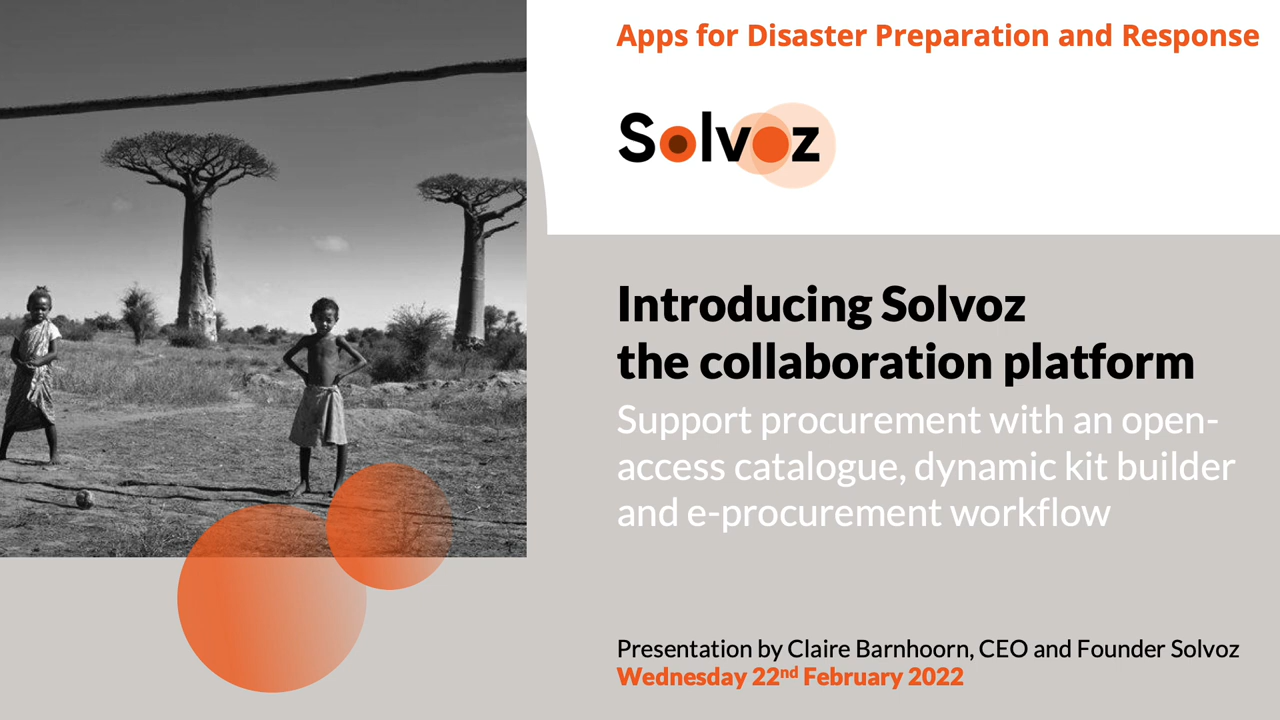 Apps for Disaster Preparation and Response
Solvoz
Introducing Solvoz
the collaboration platform
Support procurement with an open-
access catalogue, dynamic kit builder
and e-procurement workflow
Presentation by Claire Barnhoorn, CEO and Founder Solvoz
Wednesday 22nd February 2022